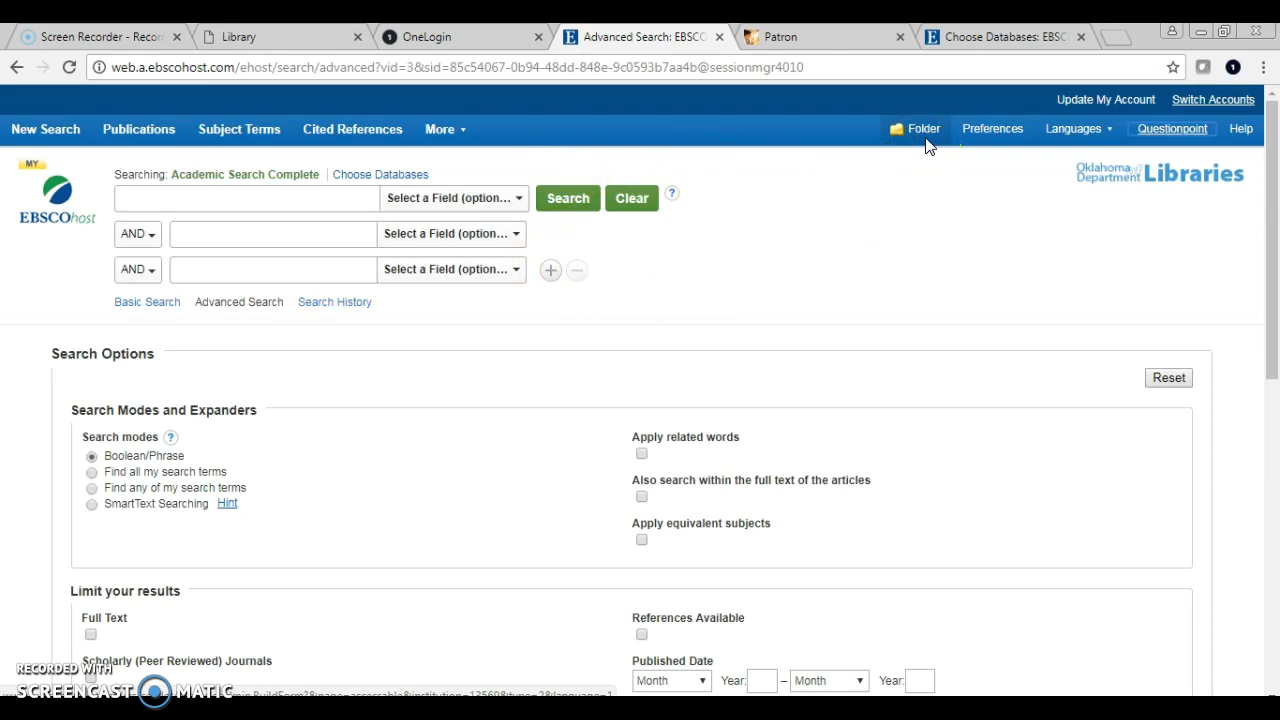 Screen Recorder - Recor
Library
OneLogin
Advanced Search: EBSCO
Patron
Choose Databases: EBSC
web.a.ebscohost.com/ehost/search/advanced?vid=3&sid=85c54067-0b94-48dd-848e-9c0593b7aa4b@sessionmgr4010
Update My Account Switch Accounts
New Search Publications Subject Terms Cited References More Folder Preferences Languages Questionpoint Help
MY
EBSCOhost
Searching: Academic Search Complete Choose Databases
Oklahoma Department of Libraries
Select a Field (option... Search Clear ?
AND Select a Field (option...
AND Select a Field (option...
Basic Search Advanced Search Search History
Search Options
Reset
Search Modes and Expanders
Search modes ?
Boolean/Phrase
Find all my search terms
Find any of my search terms
SmartText Searching Hint
Apply related words
Also search within the full text of the articles
Apply equivalent subjects
Limit your results
Full Text
References Available
Scholarly (Peer Reviewed) Journals
Published Date
Month Year: – Month Year:
RECORDED WITH
SCREENCAST MATIC